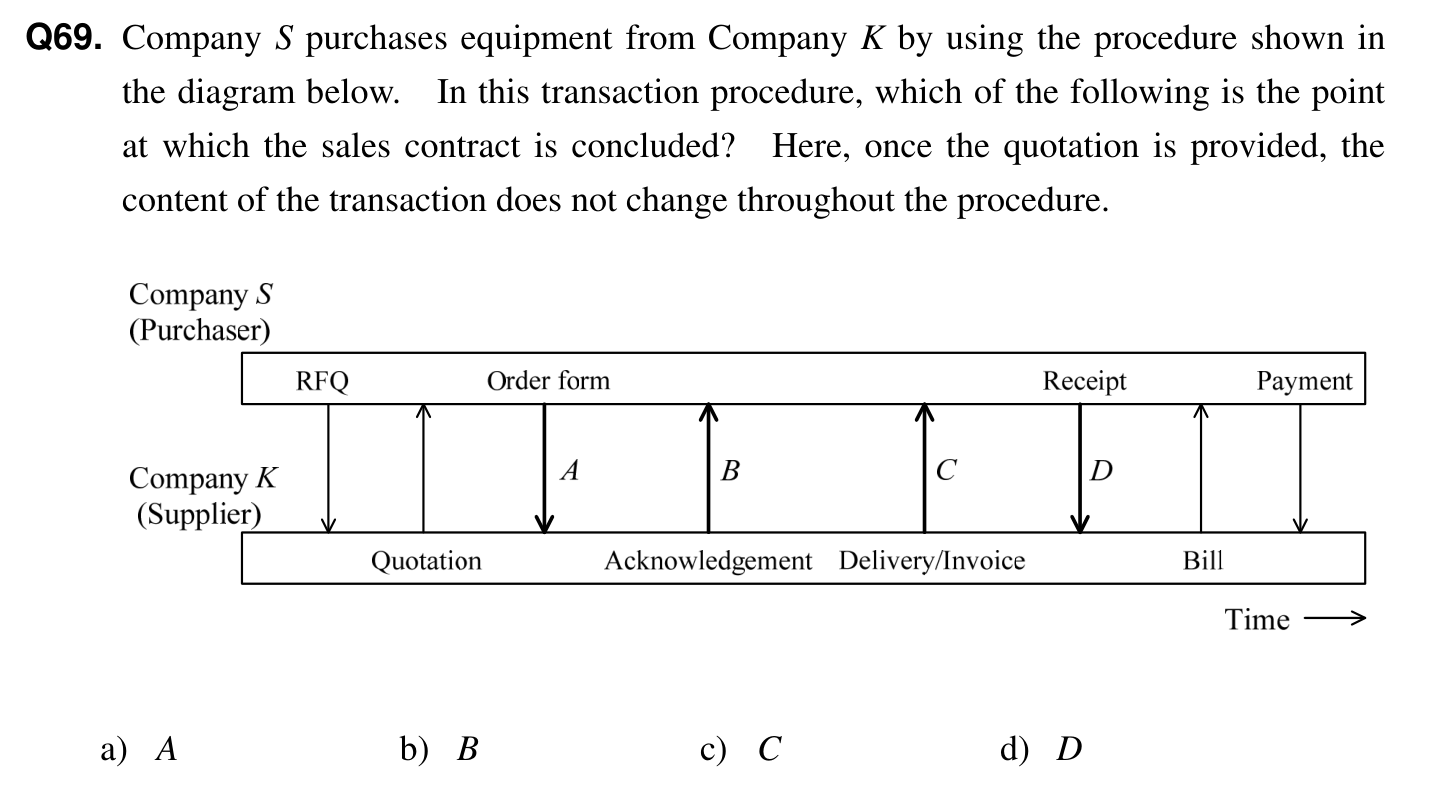 Q69. Company S purchases equipment from Company K by using the procedure shown in
the diagram below. In this transaction procedure, which of the following is the point
at which the sales contract is concluded? Here, once the quotation is provided, the
content of the transaction does not change throughout the procedure.
Company S
(Purchaser)
RFQ Order form Receipt Payment
A B C D
Company K
(Supplier)
Quotation Acknowledgement Delivery/Invoice Bill
Time
a) A b) B c) C d) D